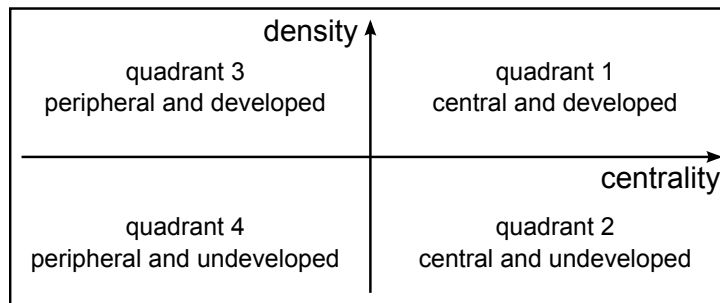 density
quadrant 3
peripheral and developed
quadrant 1
central and developed
centrality
quadrant 4
peripheral and undeveloped
quadrant 2
central and undeveloped